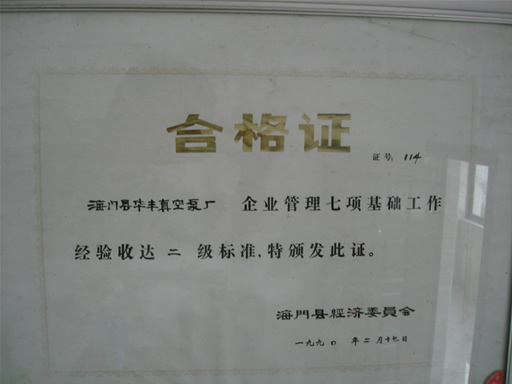 合格证
证号：114
海门县华丰真空泵厂 企业管理七项基础工作
经验收达二级标准,特颁发此证。
海門县經济委員会
一九九〇年二月十七日